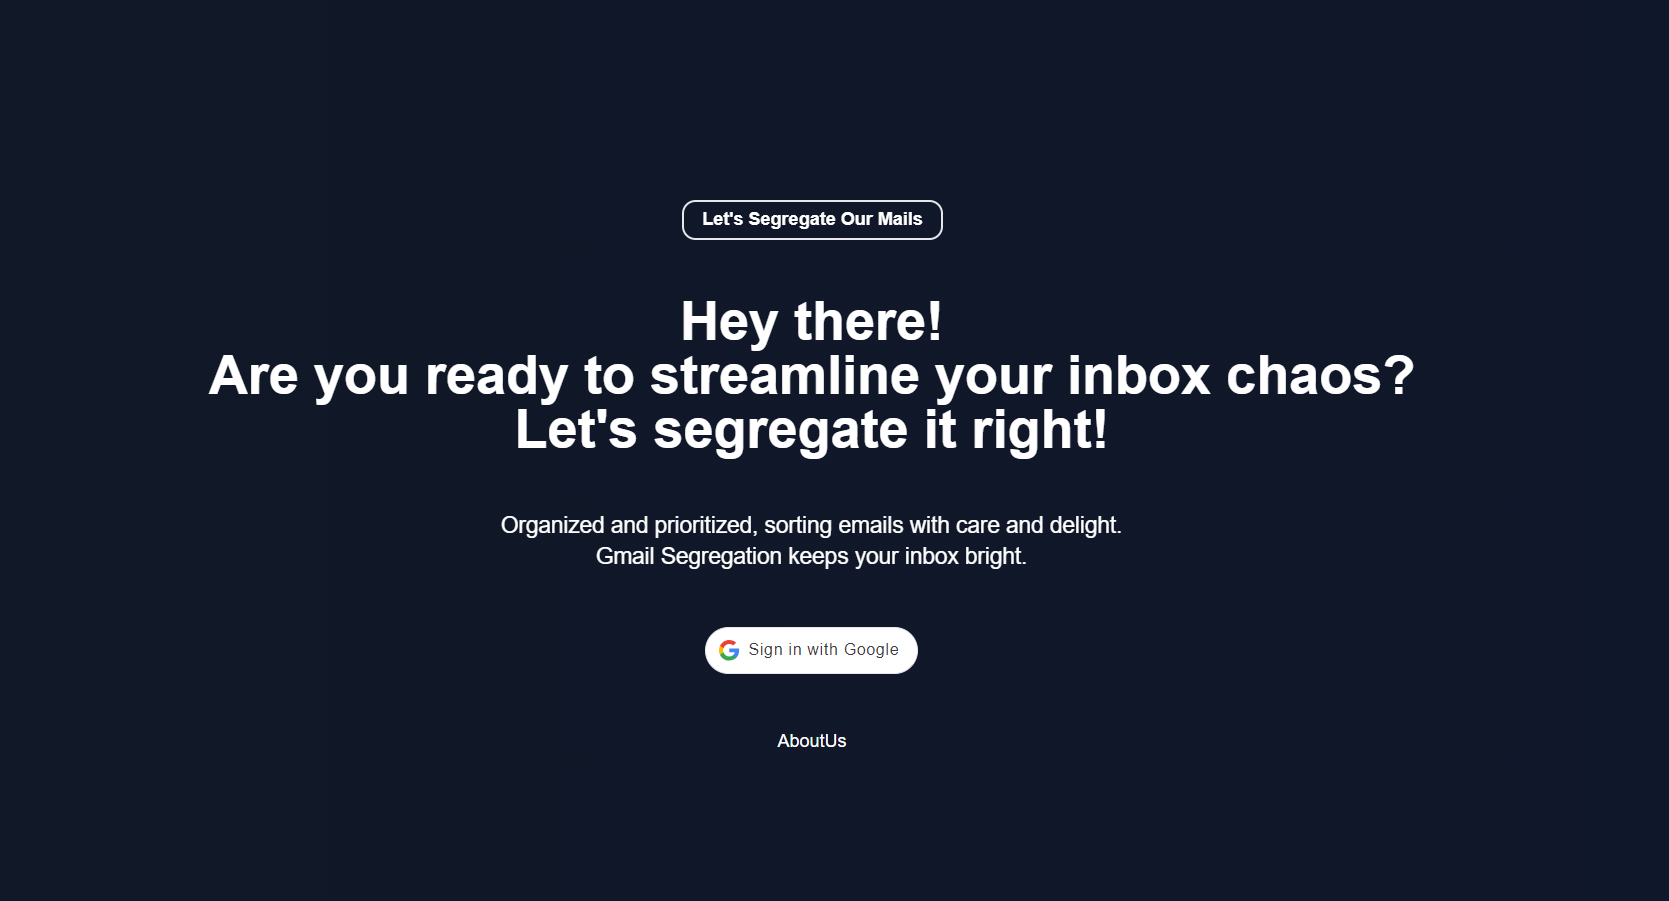 Let's Segregate Our Mails
Hey there!
Are you ready to streamline your inbox chaos?
Let's segregate it right!
Organized and prioritized, sorting emails with care and delight.
Gmail Segregation keeps your inbox bright.
Sign in with Google
AboutUs